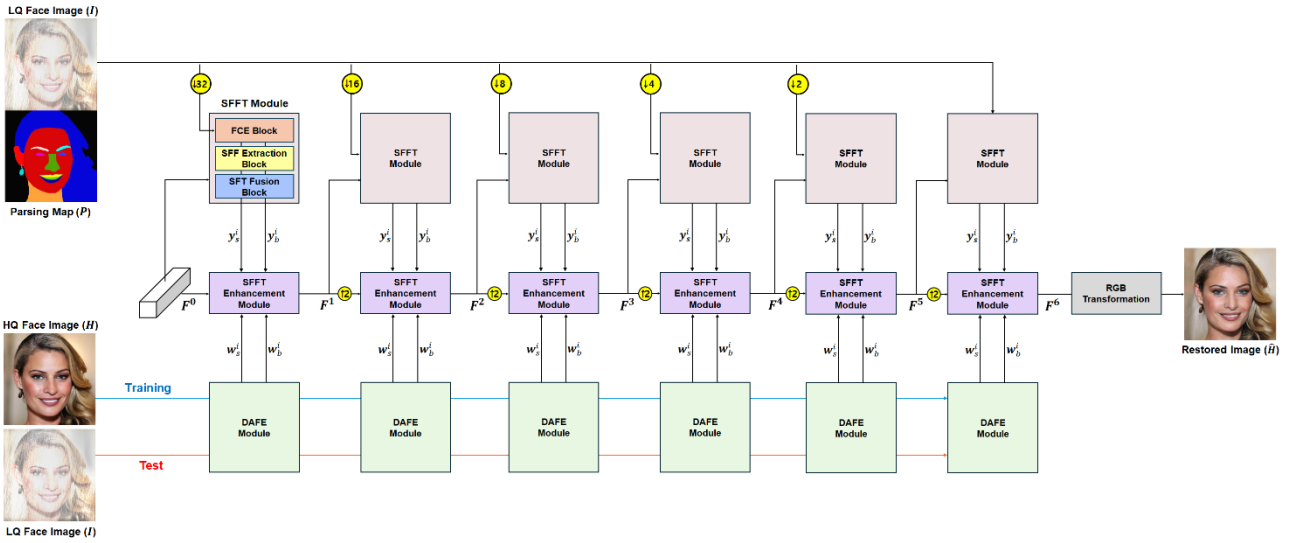 LQ Face Image (I)
↓32
↓16
↓8
↓4
↓2
SFFT Module
FCE Block
SFF Extraction
Block
SFT Fusion
Block
SFFT
Module
SFFT
Module
SFFT
Module
SFFT
Module
SFFT
Module
Parsing Map (P)
y_s^i y_b^i
y_s^i y_b^i
y_s^i y_b^i
y_s^i y_b^i
y_s^i y_b^i
y_s^i y_b^i
F^0
SFFT
Enhancement
Module
F^1
↑2
SFFT
Enhancement
Module
F^2
↑2
SFFT
Enhancement
Module
F^3
↑2
SFFT
Enhancement
Module
F^4
↑2
SFFT
Enhancement
Module
F^5
↑2
SFFT
Enhancement
Module
F^6
RGB
Transformation
Restored Image (Ĥ)
HQ Face Image (H)
w_s^i w_b^i
w_s^i w_b^i
w_s^i w_b^i
w_s^i w_b^i
w_s^i w_b^i
w_s^i w_b^i
Training
DAFE
Module
DAFE
Module
DAFE
Module
DAFE
Module
DAFE
Module
DAFE
Module
Test
LQ Face Image (I)